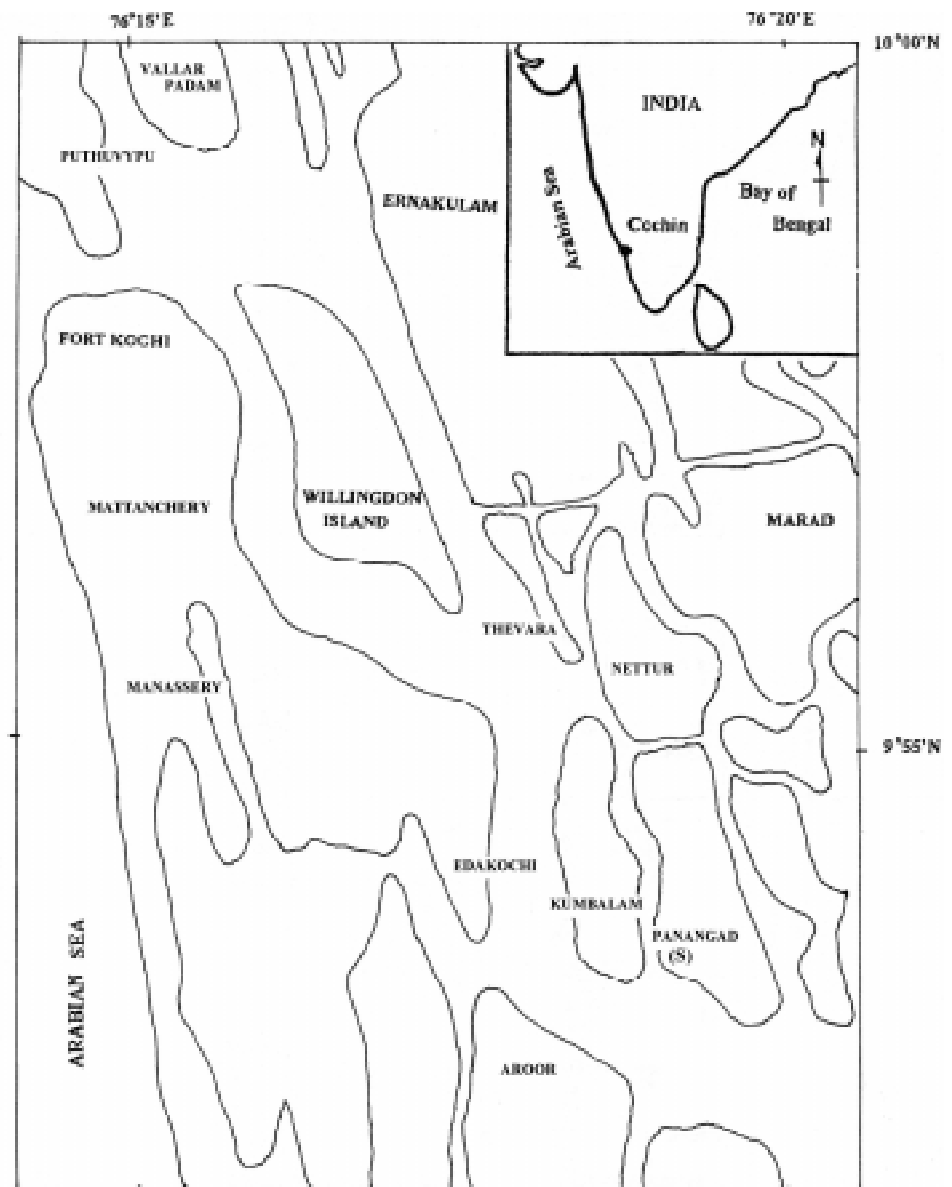 76°15'E
76°20'E
10°00'N
VALLAR
PADAM
PUTHUVYPU
ERNAKULAM
INDIA
N
Arabian Sea
Bay of
Bengal
Cochin
FORT KOCHI
MATTANCHERY
WILLINGDON
ISLAND
MARAD
THEVARA
NETTUR
MANASSERY
9°55'N
EDAKOCHI
KUMBALAM
PANANGAD
(S)
ARABIAN SEA
AROOR